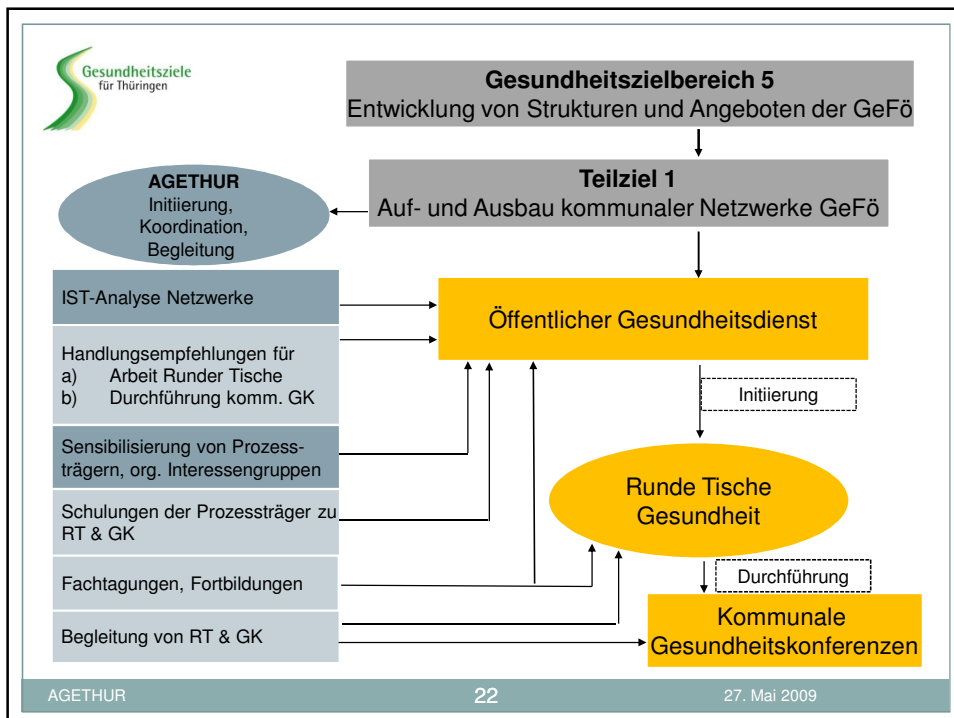 Gesundheitsziele
für Thüringen
Gesundheitszielbereich 5
Entwicklung von Strukturen und Angeboten der GeFö
Teilziel 1
Auf- und Ausbau kommunaler Netzwerke GeFö
AGETHUR
Initiierung,
Koordination,
Begleitung
IST-Analyse Netzwerke
Handlungsempfehlungen für
a) Arbeit Runder Tische
b) Durchführung komm. GK
Sensibilisierung von Prozess-
trägern, org. Interessengruppen
Schulungen der Prozessträger zu
RT & GK
Fachtagungen, Fortbildungen
Begleitung von RT & GK
Öffentlicher Gesundheitsdienst
Initiierung
Runde Tische
Gesundheit
Durchführung
Kommunale
Gesundheitskonferenzen
AGETHUR
22
27. Mai 2009